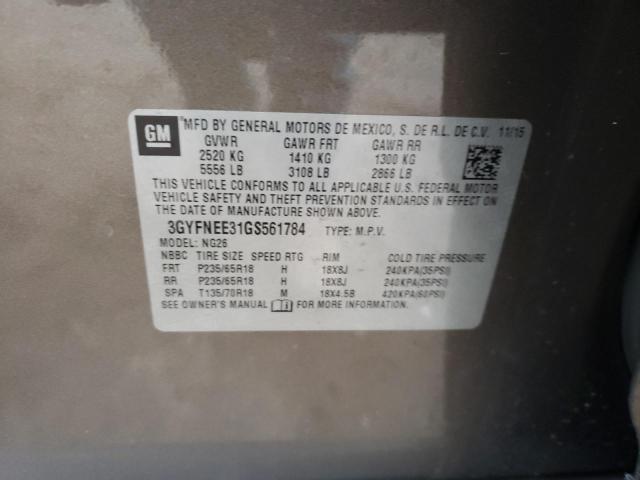 GM
MFD BY GENERAL MOTORS DE MEXICO, S. DE R.L. DE C.V. 11/15
GVWR GAWR FRT GAWR RR
2520 KG 1410 KG 1300 KG
5556 LB 3108 LB 2866 LB
THIS VEHICLE CONFORMS TO ALL APPLICABLE U.S. FEDERAL MOTOR
VEHICLE SAFETY AND THEFT PREVENTION STANDARDS IN EFFECT ON
THE DATE OF MANUFACTURE SHOWN ABOVE.
3GYFNEE31GS561784 TYPE: M.P.V.
MODEL: NG26
NBBC TIRE SIZE SPEED RTG RIM COLD TIRE PRESSURE
FRT P235/65R18 H 18X8J 240KPA(35PSI)
RR P235/65R18 H 18X8J 240KPA(35PSI)
SPA T135/70R18 M 18X4.5B 420KPA(60PSI)
SEE OWNER'S MANUAL FOR MORE INFORMATION.